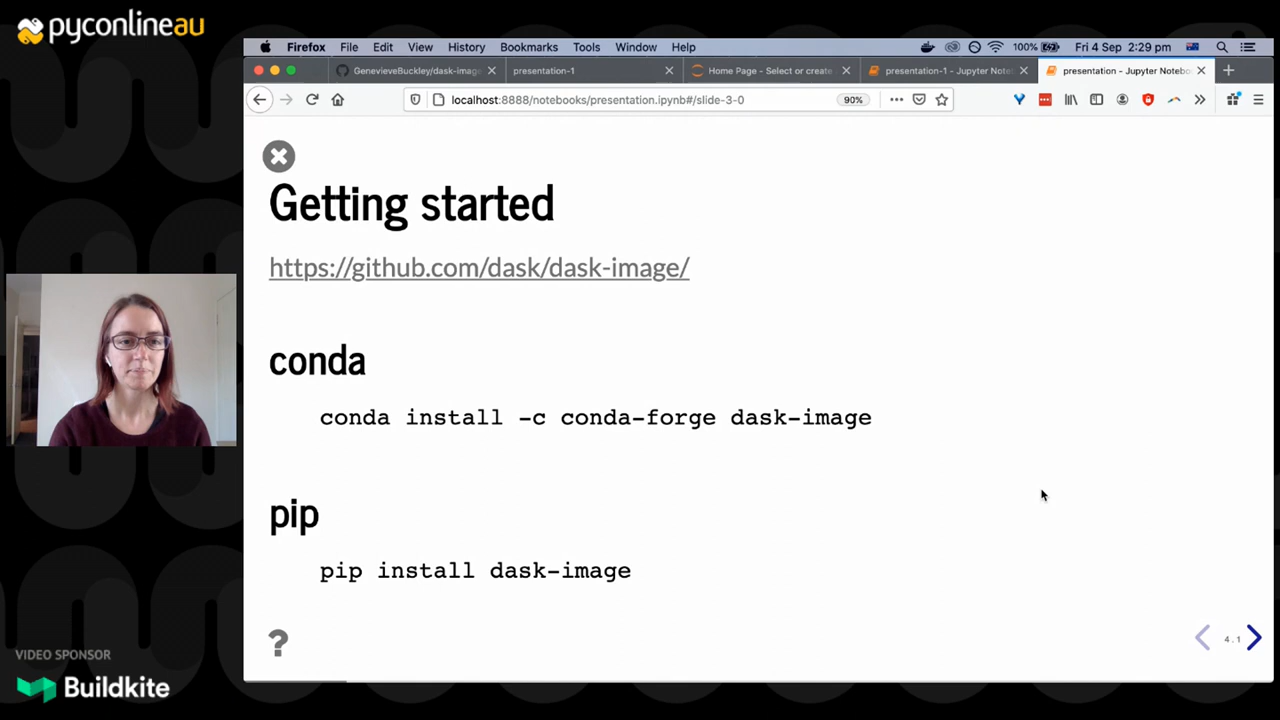 pyconlineau
Firefox File Edit View History Bookmarks Tools Window Help 100% Fri 4 Sep 2:29 pm
GenevieveBuckley/dask-image presentation-1 Home Page - Select or create presentation-1 - Jupyter Note presentation - Jupyter Notebo
localhost:8888/notebooks/presentation.ipynb#/slide-3-0 90%
Getting started
https://github.com/dask/dask-image/
conda
conda install -c conda-forge dask-image
pip
pip install dask-image
?
4.1
VIDEO SPONSOR
Buildkite